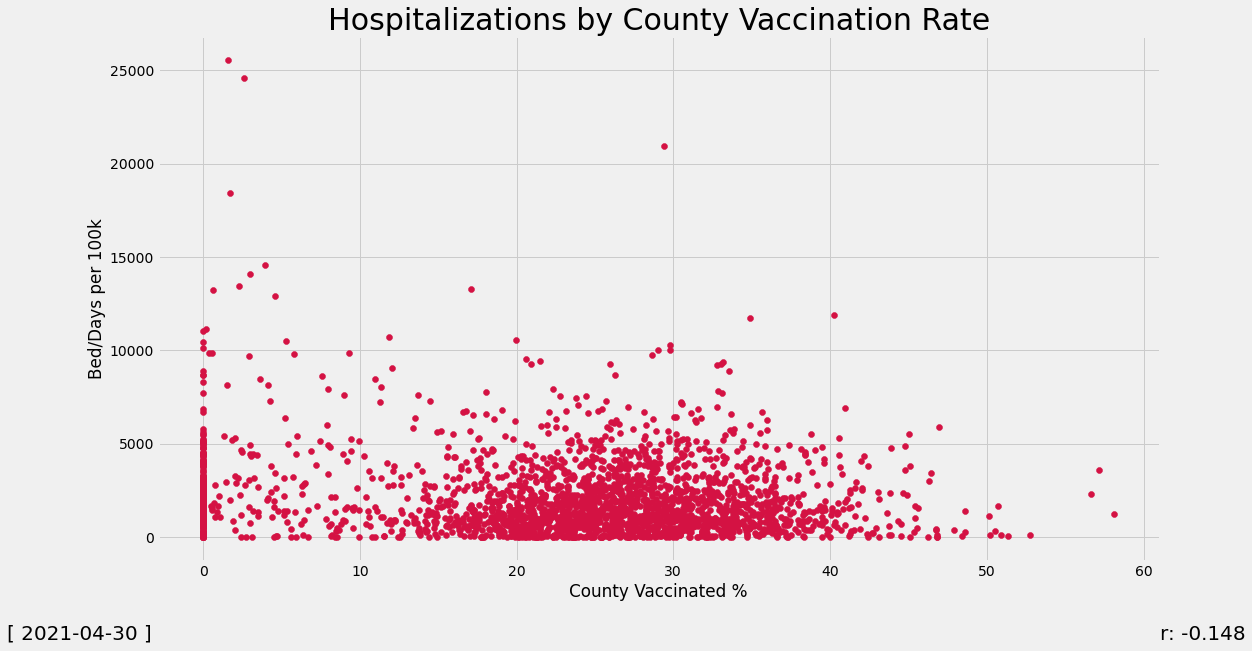 Hospitalizations by County Vaccination Rate
25000
20000
15000
10000
5000
0
Bed/Days per 100k
0 10 20 30 40 50 60
County Vaccinated %
[ 2021-04-30 ]
r: -0.148